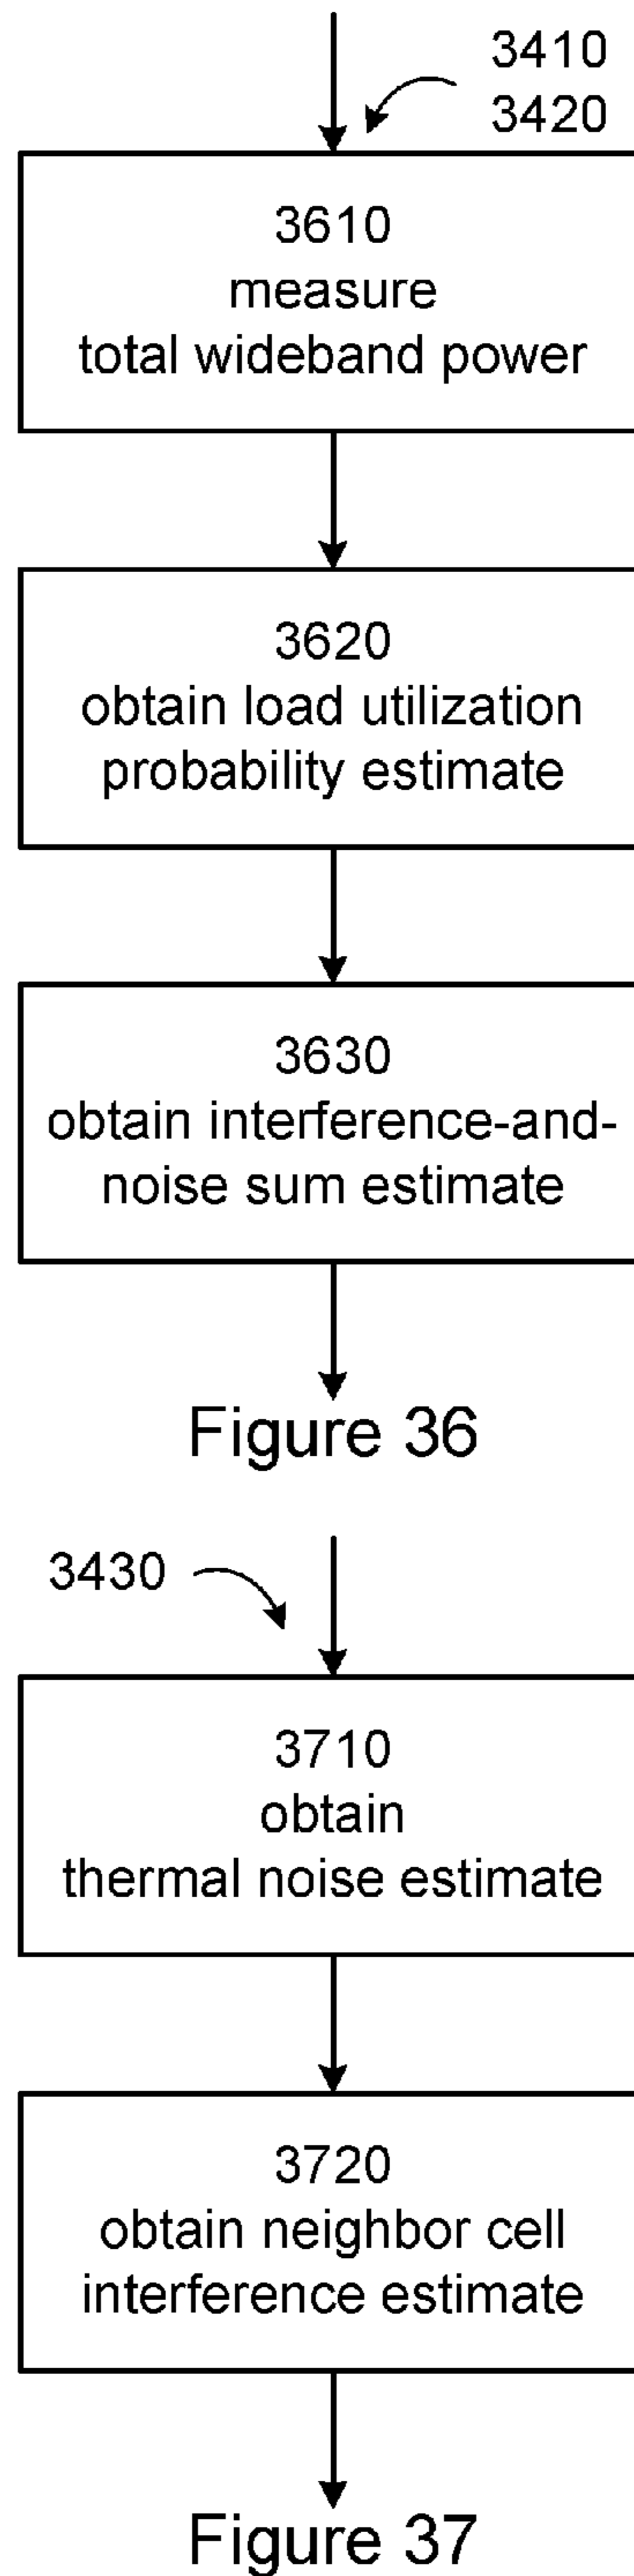 3410
3420
3610
measure
total wideband power
3620
obtain load utilization
probability estimate
3630
obtain interference-and-
noise sum estimate
Figure 36
3430
3710
obtain
thermal noise estimate
3720
obtain neighbor cell
interference estimate
Figure 37